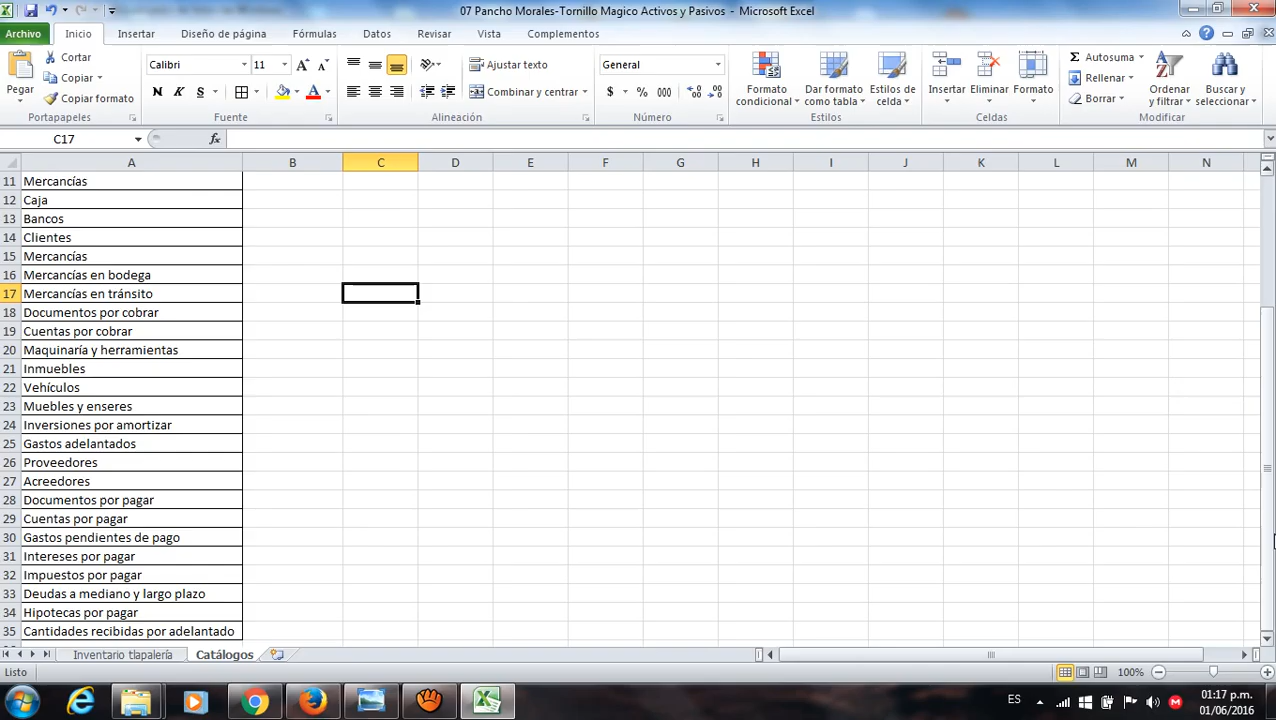 07 Pancho Morales-Tornillo Magico Activos y Pasivos - Microsoft Excel
Archivo Inicio Insertar Diseño de página Fórmulas Datos Revisar Vista Complementos
Pegar
Cortar
Copiar
Copiar formato
Portapapeles
Calibri 11
N K S
Fuente
Ajustar texto
Combinar y centrar
Alineación
General
$ % 000
Número
Formato condicional
Dar formato como tabla
Estilos de celda
Estilos
Insertar
Eliminar
Formato
Celdas
Autosuma
Rellenar
Borrar
Ordenar y filtrar
Buscar y seleccionar
Modificar
C17 fx
A B C D E F G H I J K L M N
11 Mercancías
12 Caja
13 Bancos
14 Clientes
15 Mercancías
16 Mercancías en bodega
17 Mercancías en tránsito
18 Documentos por cobrar
19 Cuentas por cobrar
20 Maquinaría y herramientas
21 Inmuebles
22 Vehículos
23 Muebles y enseres
24 Inversiones por amortizar
25 Gastos adelantados
26 Proveedores
27 Acreedores
28 Documentos por pagar
29 Cuentas por pagar
30 Gastos pendientes de pago
31 Intereses por pagar
32 Impuestos por pagar
33 Deudas a mediano y largo plazo
34 Hipotecas por pagar
35 Cantidades recibidas por adelantado
Inventario tlapalería Catálogos
Listo 100%
ES 01:17 p.m.
01/06/2016